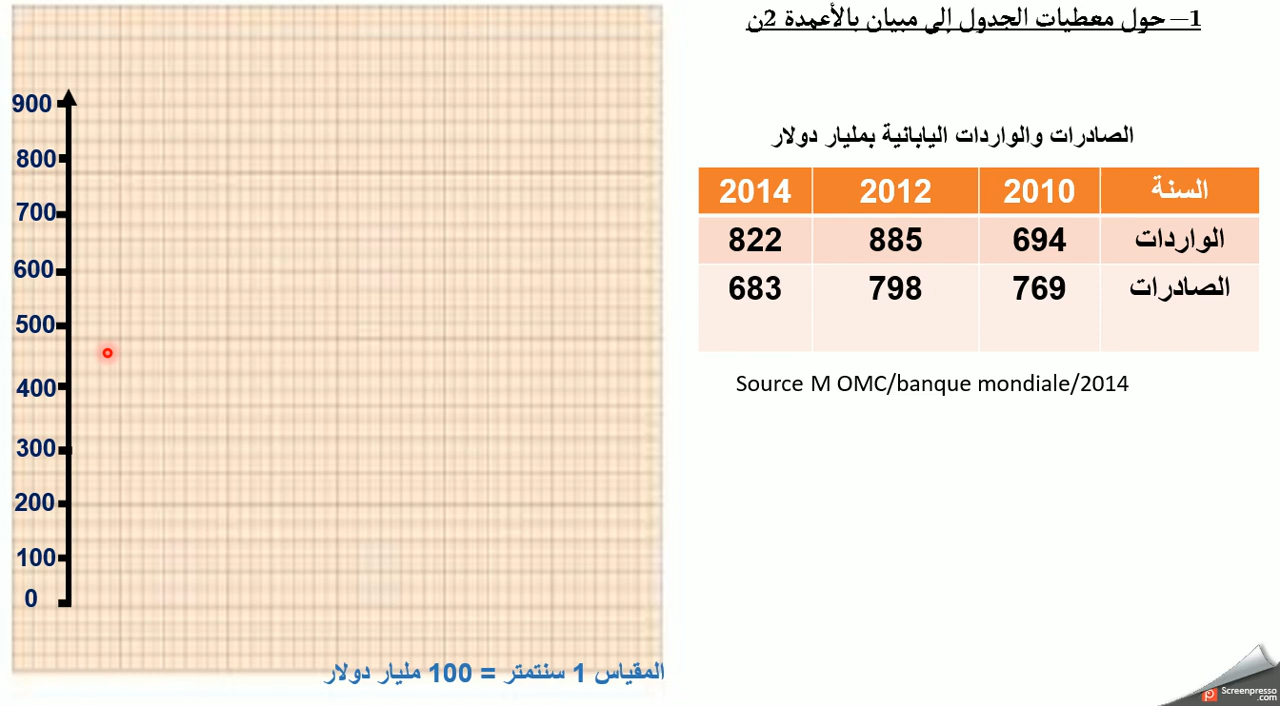 1– حول معطيات الجدول إلى مبيان بالأعمدة 2ن
الصادرات والواردات اليابانية بمليار دولار
السنة 2010 2012 2014
الواردات 694 885 822
الصادرات 769 798 683
Source M OMC/banque mondiale/2014
900
800
700
600
500
400
300
200
100
0
المقياس 1 سنتمتر = 100 مليار دولار
Screenpresso
.com